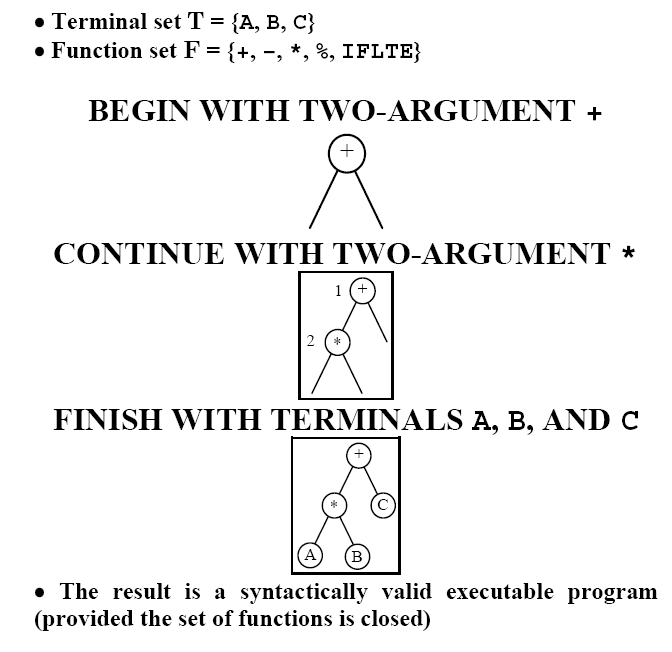 • Terminal set T = {A, B, C}
• Function set F = {+, -, *, %, IFLTE}
BEGIN WITH TWO-ARGUMENT +
+
CONTINUE WITH TWO-ARGUMENT *
1 +
2 *
FINISH WITH TERMINALS A, B, AND C
+
* C
A B
• The result is a syntactically valid executable program
(provided the set of functions is closed)